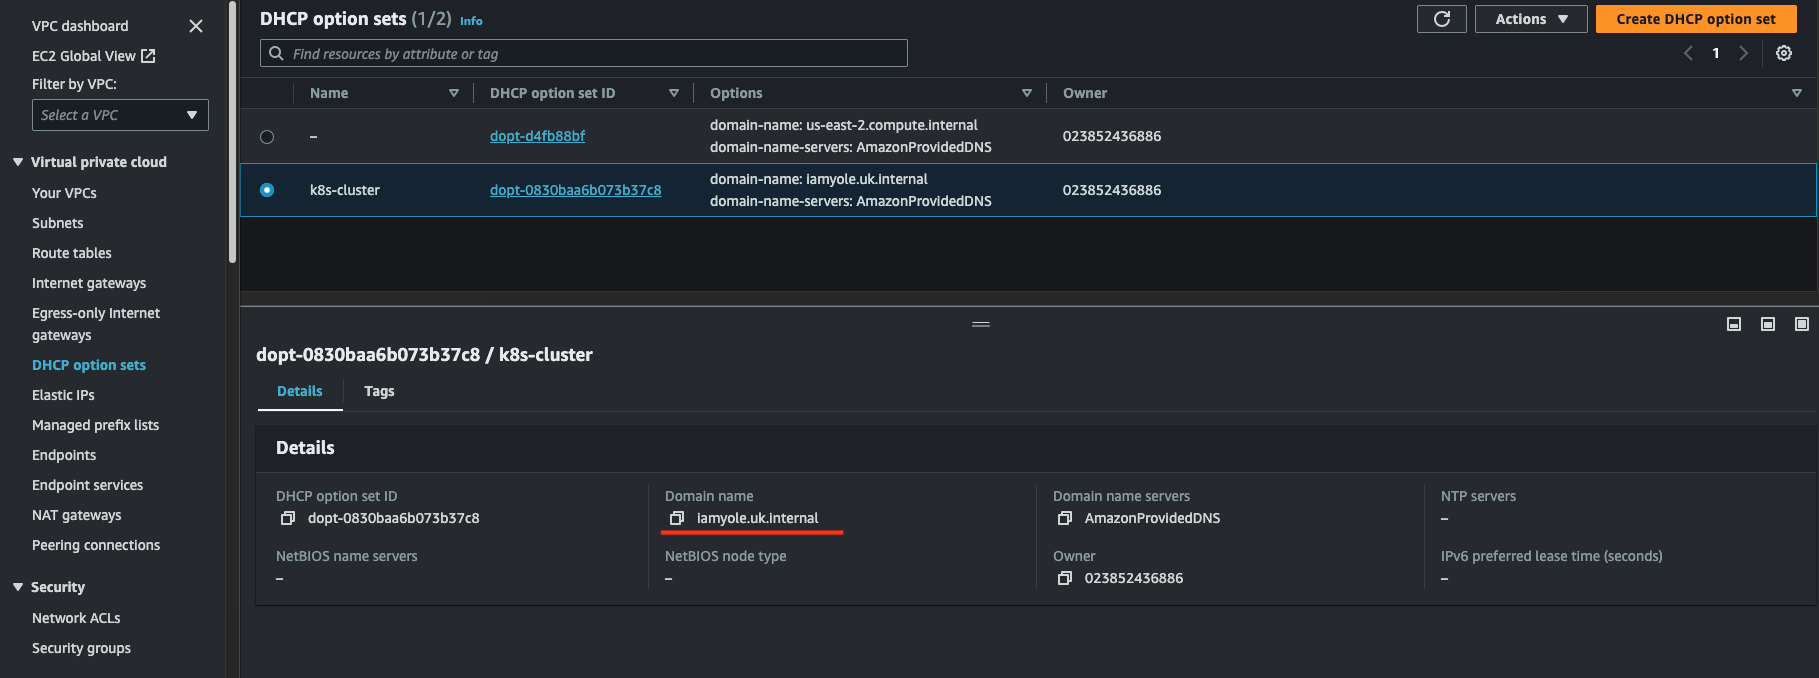 VPC dashboard
EC2 Global View
Filter by VPC:
Select a VPC
Virtual private cloud
Your VPCs
Subnets
Route tables
Internet gateways
Egress-only Internet
gateways
DHCP option sets
Elastic IPs
Managed prefix lists
Endpoints
Endpoint services
NAT gateways
Peering connections
Security
Network ACLs
Security groups
DHCP option sets (1/2) Info
Actions
Create DHCP option set
Find resources by attribute or tag
1
Name DHCP option set ID Options Owner
– dopt-d4fb88bf domain-name: us-east-2.compute.internal 023852436886
domain-name-servers: AmazonProvidedDNS
k8s-cluster dopt-0830baa6b073b37c8 domain-name: iamyole.uk.internal 023852436886
domain-name-servers: AmazonProvidedDNS
dopt-0830baa6b073b37c8 / k8s-cluster
Details Tags
Details
DHCP option set ID Domain name Domain name servers NTP servers
dopt-0830baa6b073b37c8 iamyole.uk.internal AmazonProvidedDNS –
NetBIOS name servers NetBIOS node type Owner IPv6 preferred lease time (seconds)
– – 023852436886 –